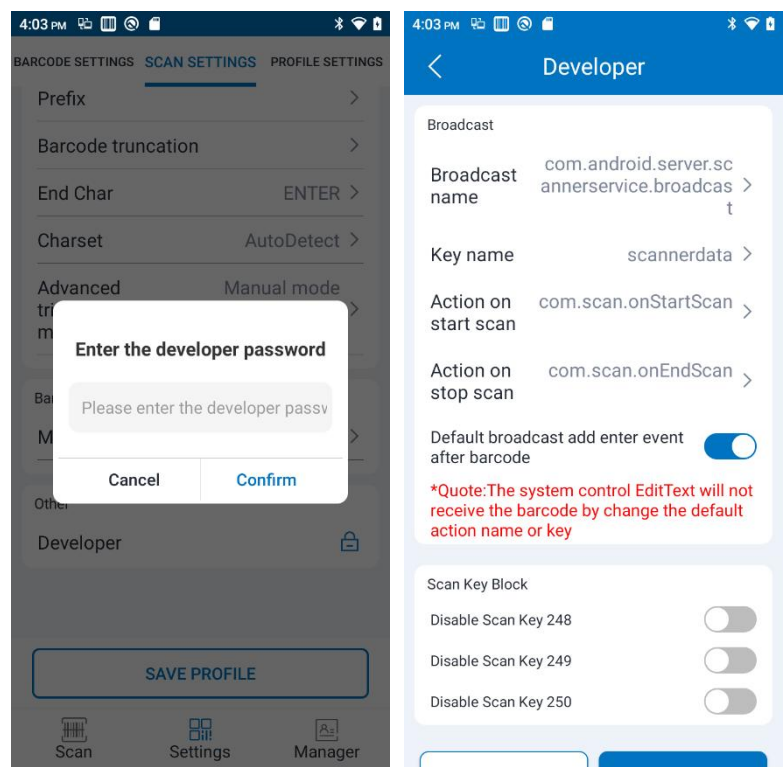 4:03 PM
BARCODE SETTINGS SCAN SETTINGS PROFILE SETTINGS
Prefix
Barcode truncation
End Char ENTER
Charset AutoDetect
Advanced Manual mode
tri
m
Enter the developer password
Please enter the developer passw
Cancel Confirm
Ba
M
Other
Developer
SAVE PROFILE
Scan Settings Manager
4:03 PM
Developer
Broadcast
Broadcast name
com.android.server.sc
annerservice.broadcas
t
Key name scannerdata
Action on
start scan
com.scan.onStartScan
Action on
stop scan
com.scan.onEndScan
Default broadcast add enter event
after barcode
*Quote:The system control EditText will not
receive the barcode by change the default
action name or key
Scan Key Block
Disable Scan Key 248
Disable Scan Key 249
Disable Scan Key 250